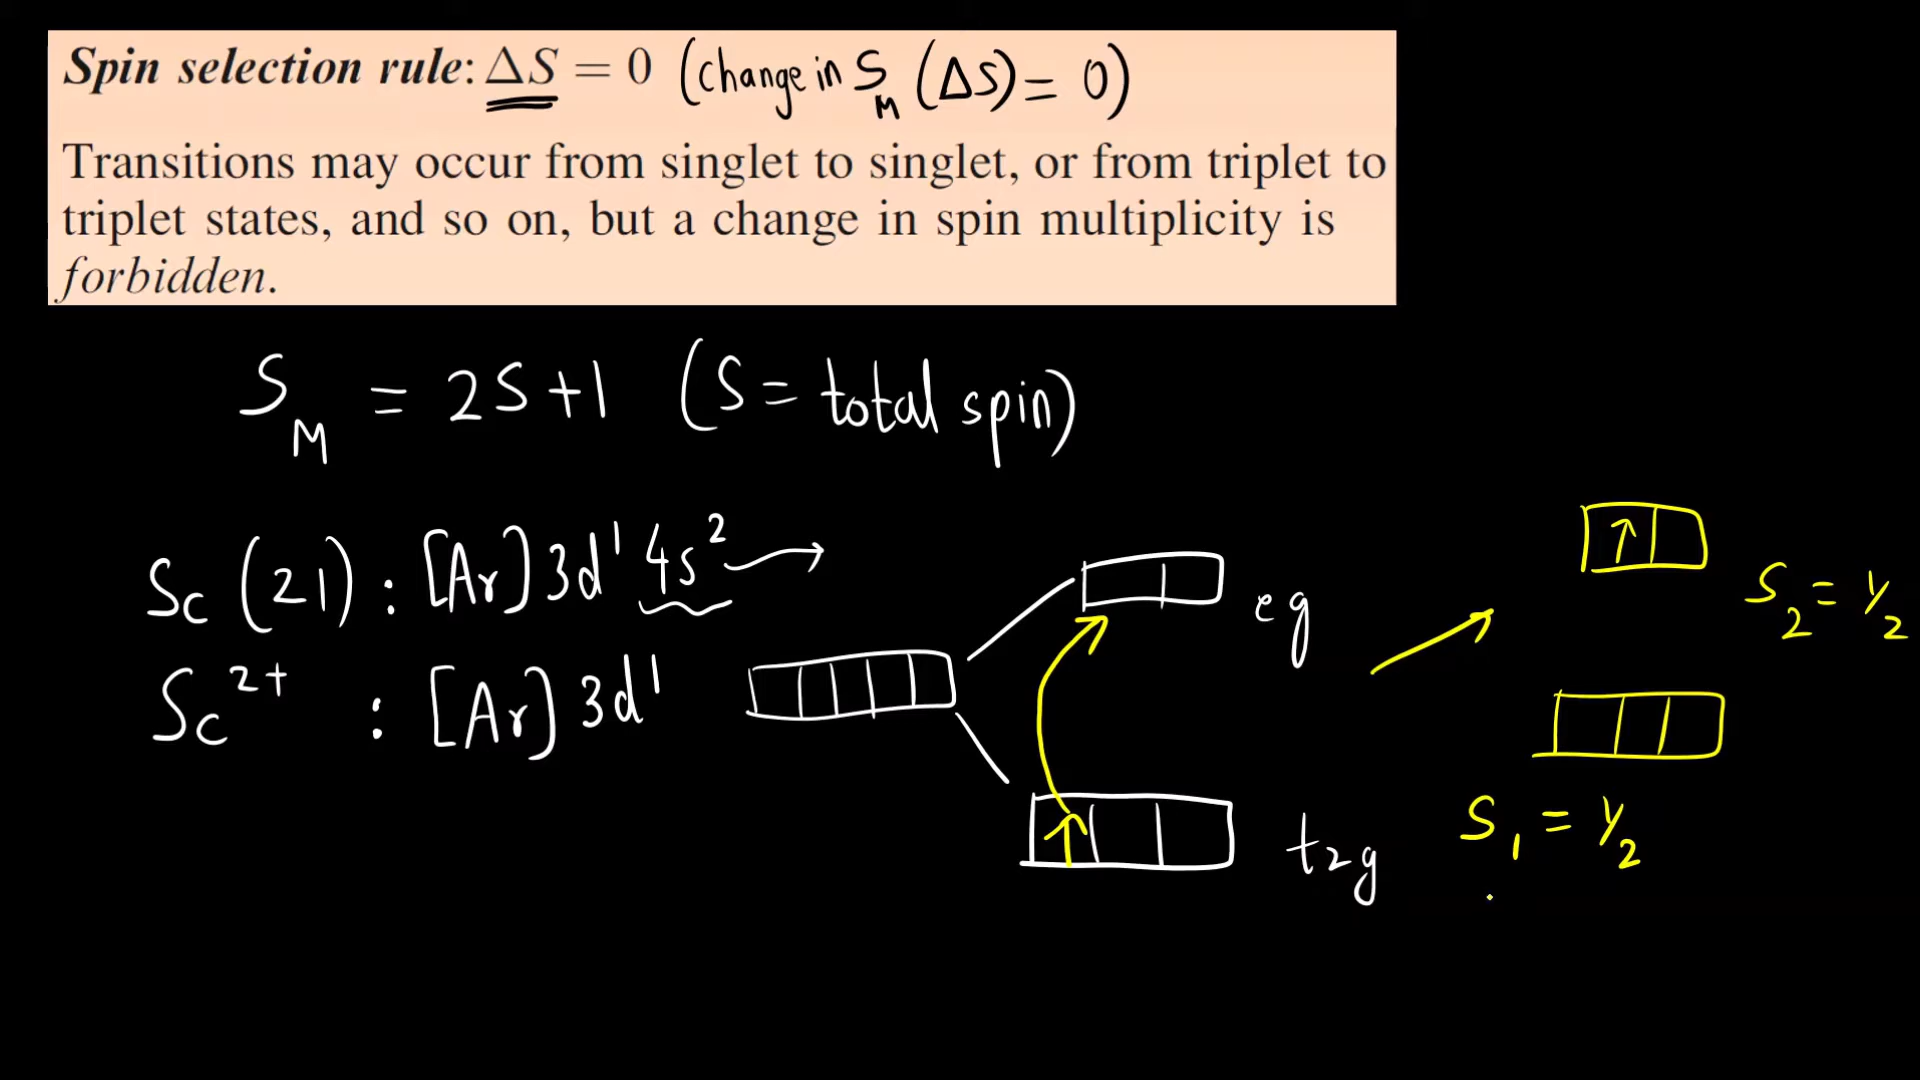 Spin selection rule: ΔS = 0 (change in S_M (ΔS) = 0)
Transitions may occur from singlet to singlet, or from triplet to
triplet states, and so on, but a change in spin multiplicity is
forbidden.
S_M = 2S+1 (S = total spin)
Sc (21) : [Ar] 3d¹ 4s² →
Sc²⁺ : [Ar] 3d¹
eg
t₂g
↑
S₂ = 1/2
↑
S₁ = 1/2